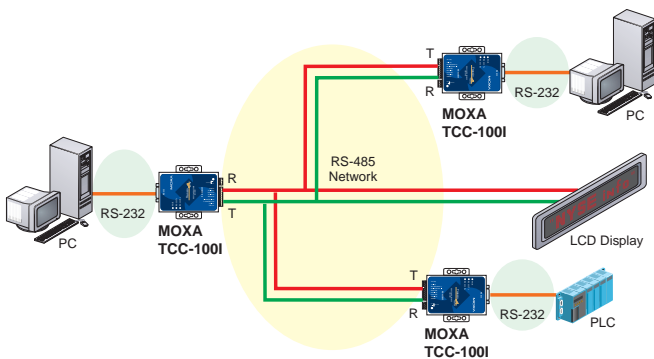 T
R
RS-232
PC
MOXA
TCC-100I
RS-485
Network
R
T
RS-232
PC
MOXA
TCC-100I
LCD Display
T
R
RS-232
PLC
MOXA
TCC-100I